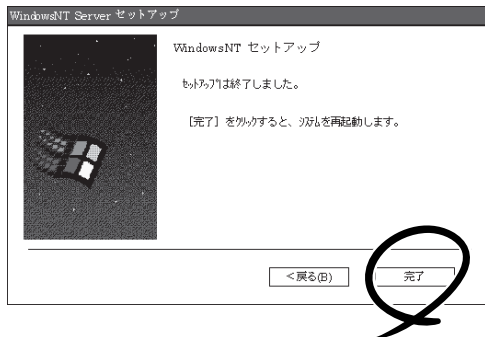 WindowsNT Server セットアップ
WindowsNT セットアップ
ｾｯﾄｱｯﾌﾟは終了しました。
［完了］をｸﾘｯｸすると、ｼｽﾃﾑを再起動します。
＜戻る(B)
完了